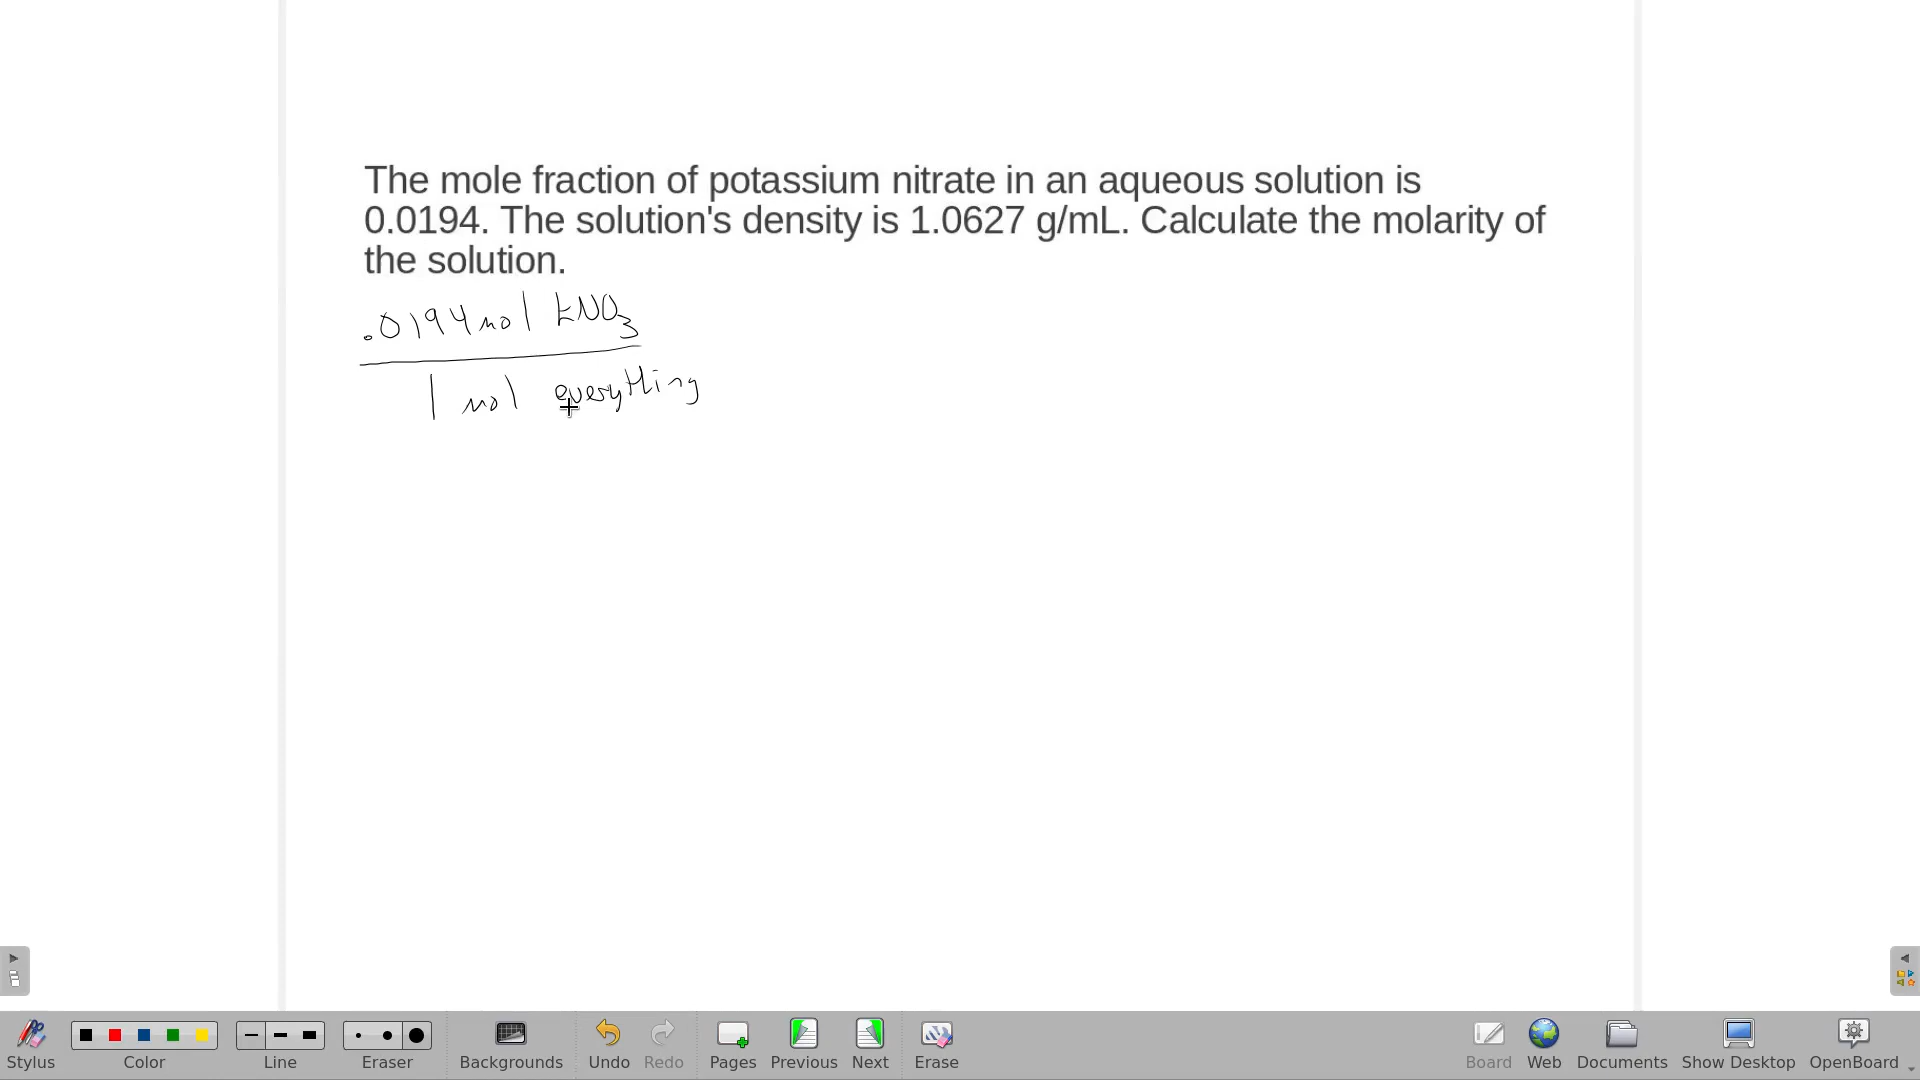 The mole fraction of potassium nitrate in an aqueous solution is
0.0194. The solution's density is 1.0627 g/mL. Calculate the molarity of
the solution.
.0194 mol KNO3
1 mol everything
Stylus Color Line Eraser Backgrounds Undo Redo Pages Previous Next Erase Board Web Documents Show Desktop OpenBoard